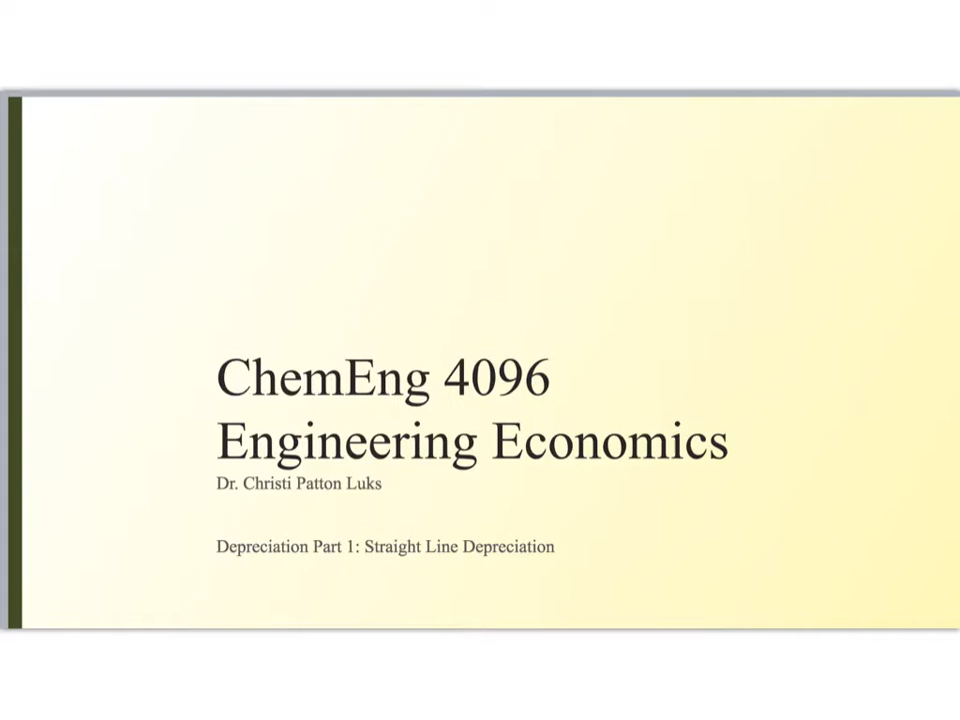 ChemEng 4096
Engineering Economics
Dr. Christi Patton Luks
Depreciation Part 1: Straight Line Depreciation